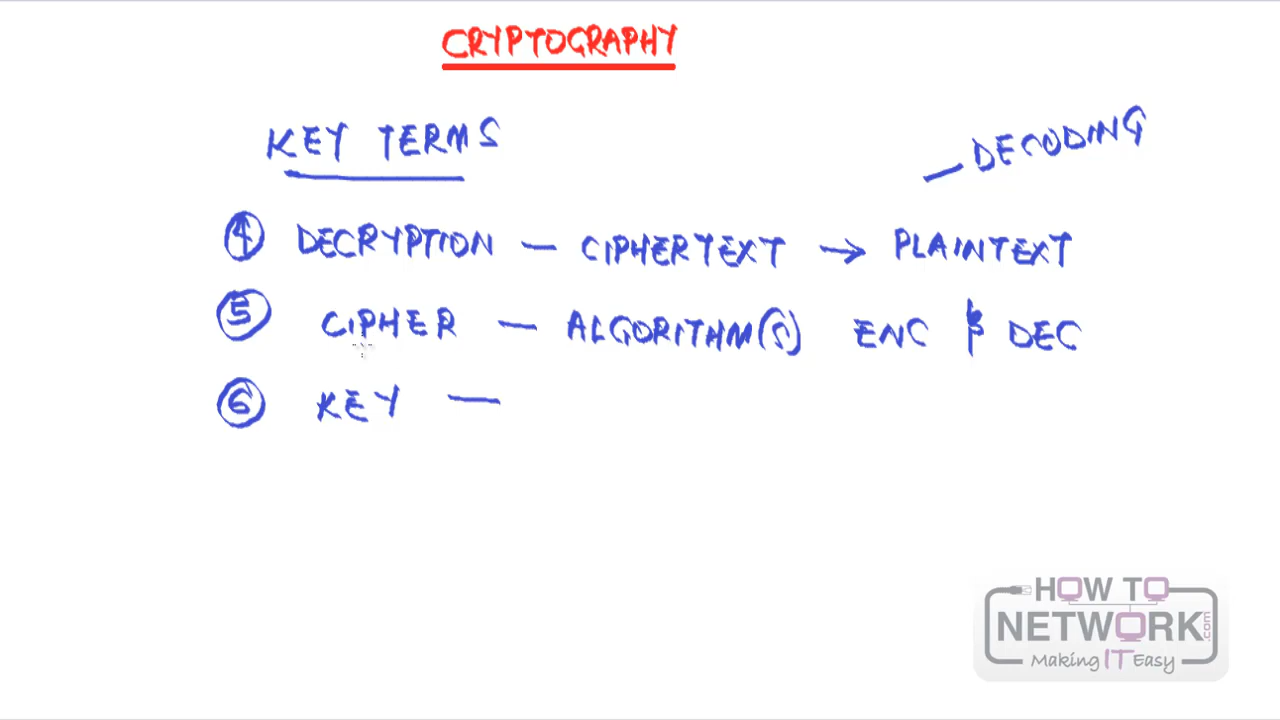 CRYPTOGRAPHY
KEY TERMS
— DECODING
④ DECRYPTION — CIPHERTEXT → PLAINTEXT
⑤ CIPHER — ALGORITHM(S) ENC & DEC
⑥ KEY —
HOW TO
NETWORK.com
Making IT Easy